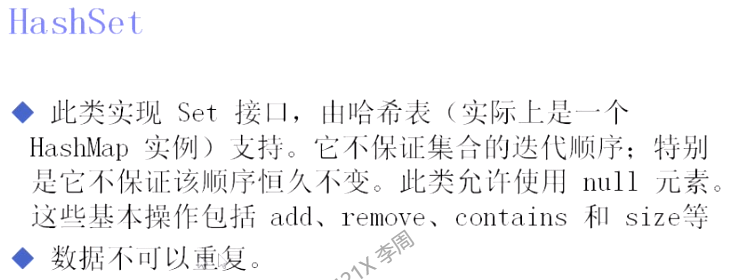 HashSet
◆ 此类实现 Set 接口，由哈希表（实际上是一个
HashMap 实例）支持。它不保证集合的迭代顺序；特别
是它不保证该顺序恒久不变。此类允许使用 null 元素。
这些基本操作包括 add、remove、contains 和 size等
◆ 数据不可以重复。
21X 李周